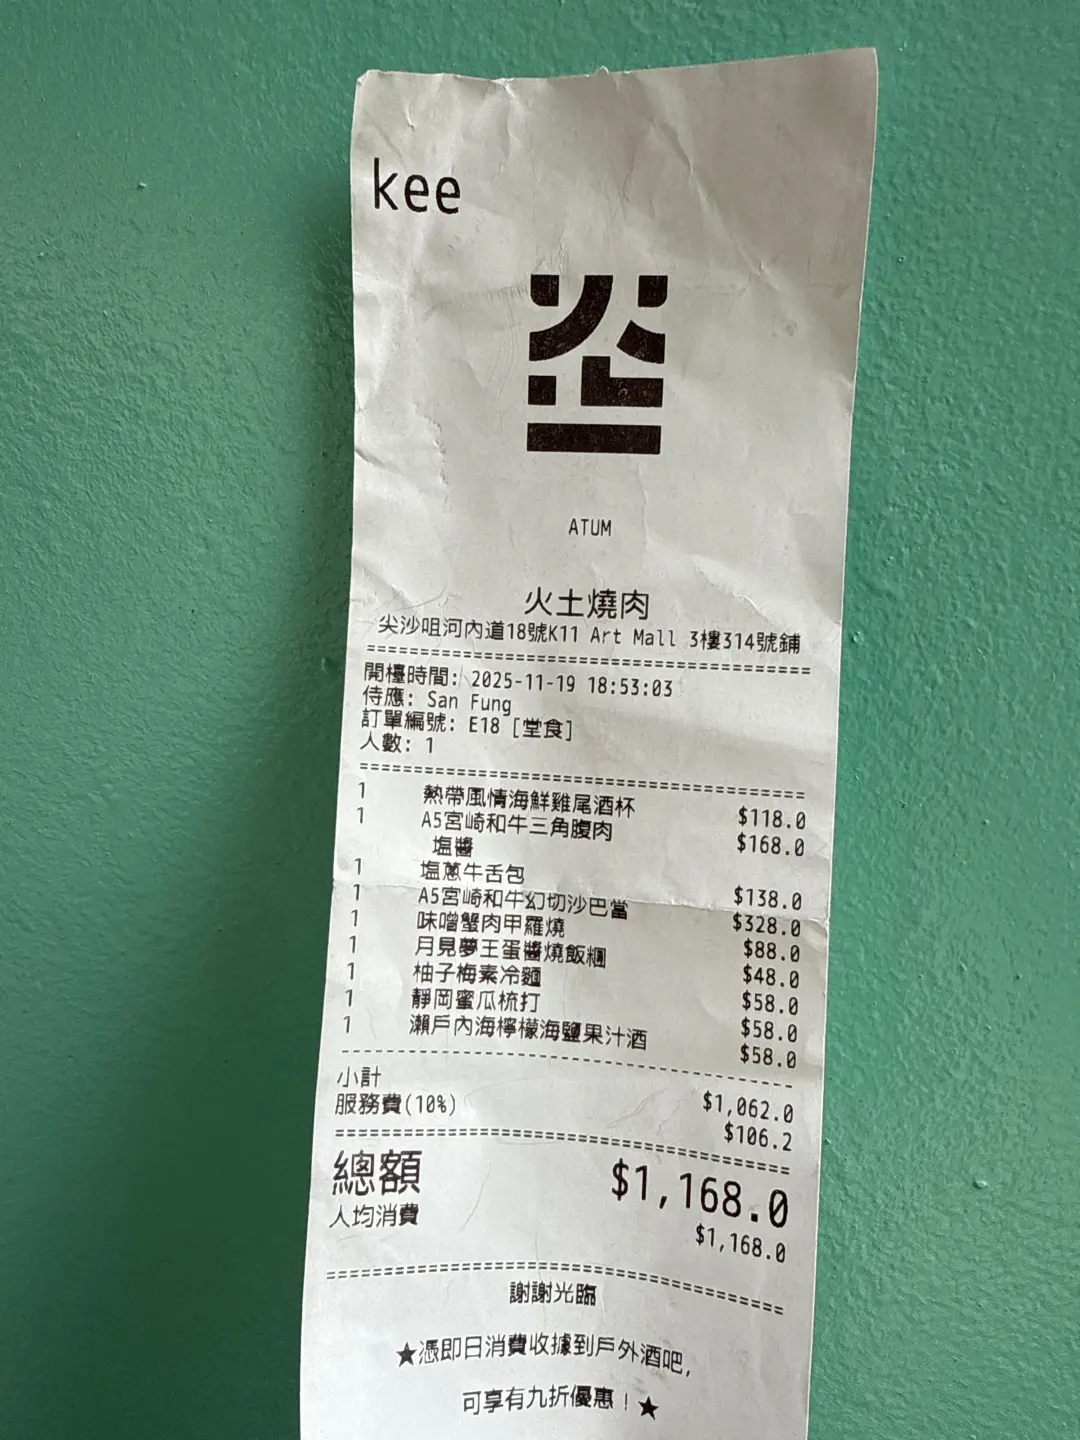 kee
ATUM
火土燒肉
尖沙咀河內道18號K11 Art Mall 3樓314號鋪
開檯時間: 2025-11-19 18:53:03
侍應: San Fung
訂單編號: E18 [堂食]
人數: 1
1 熱帶風情海鮮雞尾酒杯 $118.0
1 A5宮崎和牛三角腹肉 $168.0
塩醬
1 塩蔥牛舌包 $138.0
1 A5宮崎和牛幻切沙巴當 $328.0
1 味噌蟹肉甲羅燒 $88.0
1 月見夢王蛋醬燒飯糰 $48.0
1 柚子梅素冷麵 $58.0
1 靜岡蜜瓜梳打 $58.0
1 瀨戶內海檸檬海鹽果汁酒 $58.0
小計 $1,062.0
服務費(10%) $106.2
總額 $1,168.0
人均消費 $1,168.0
謝謝光臨
★憑即日消費收據到戶外酒吧,
可享有九折優惠！★